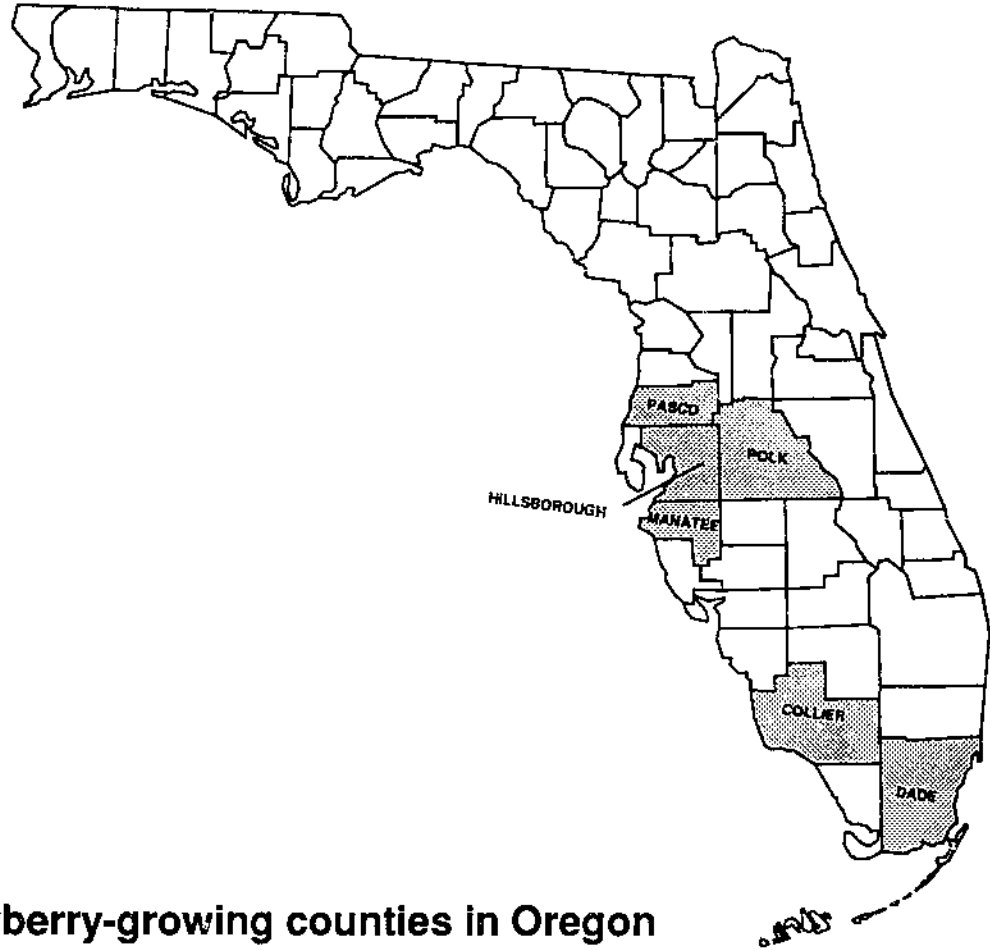 PASCO
POLK
HILLSBOROUGH
MANATEE
COLLIER
DADE
berry-growing counties in Oregon